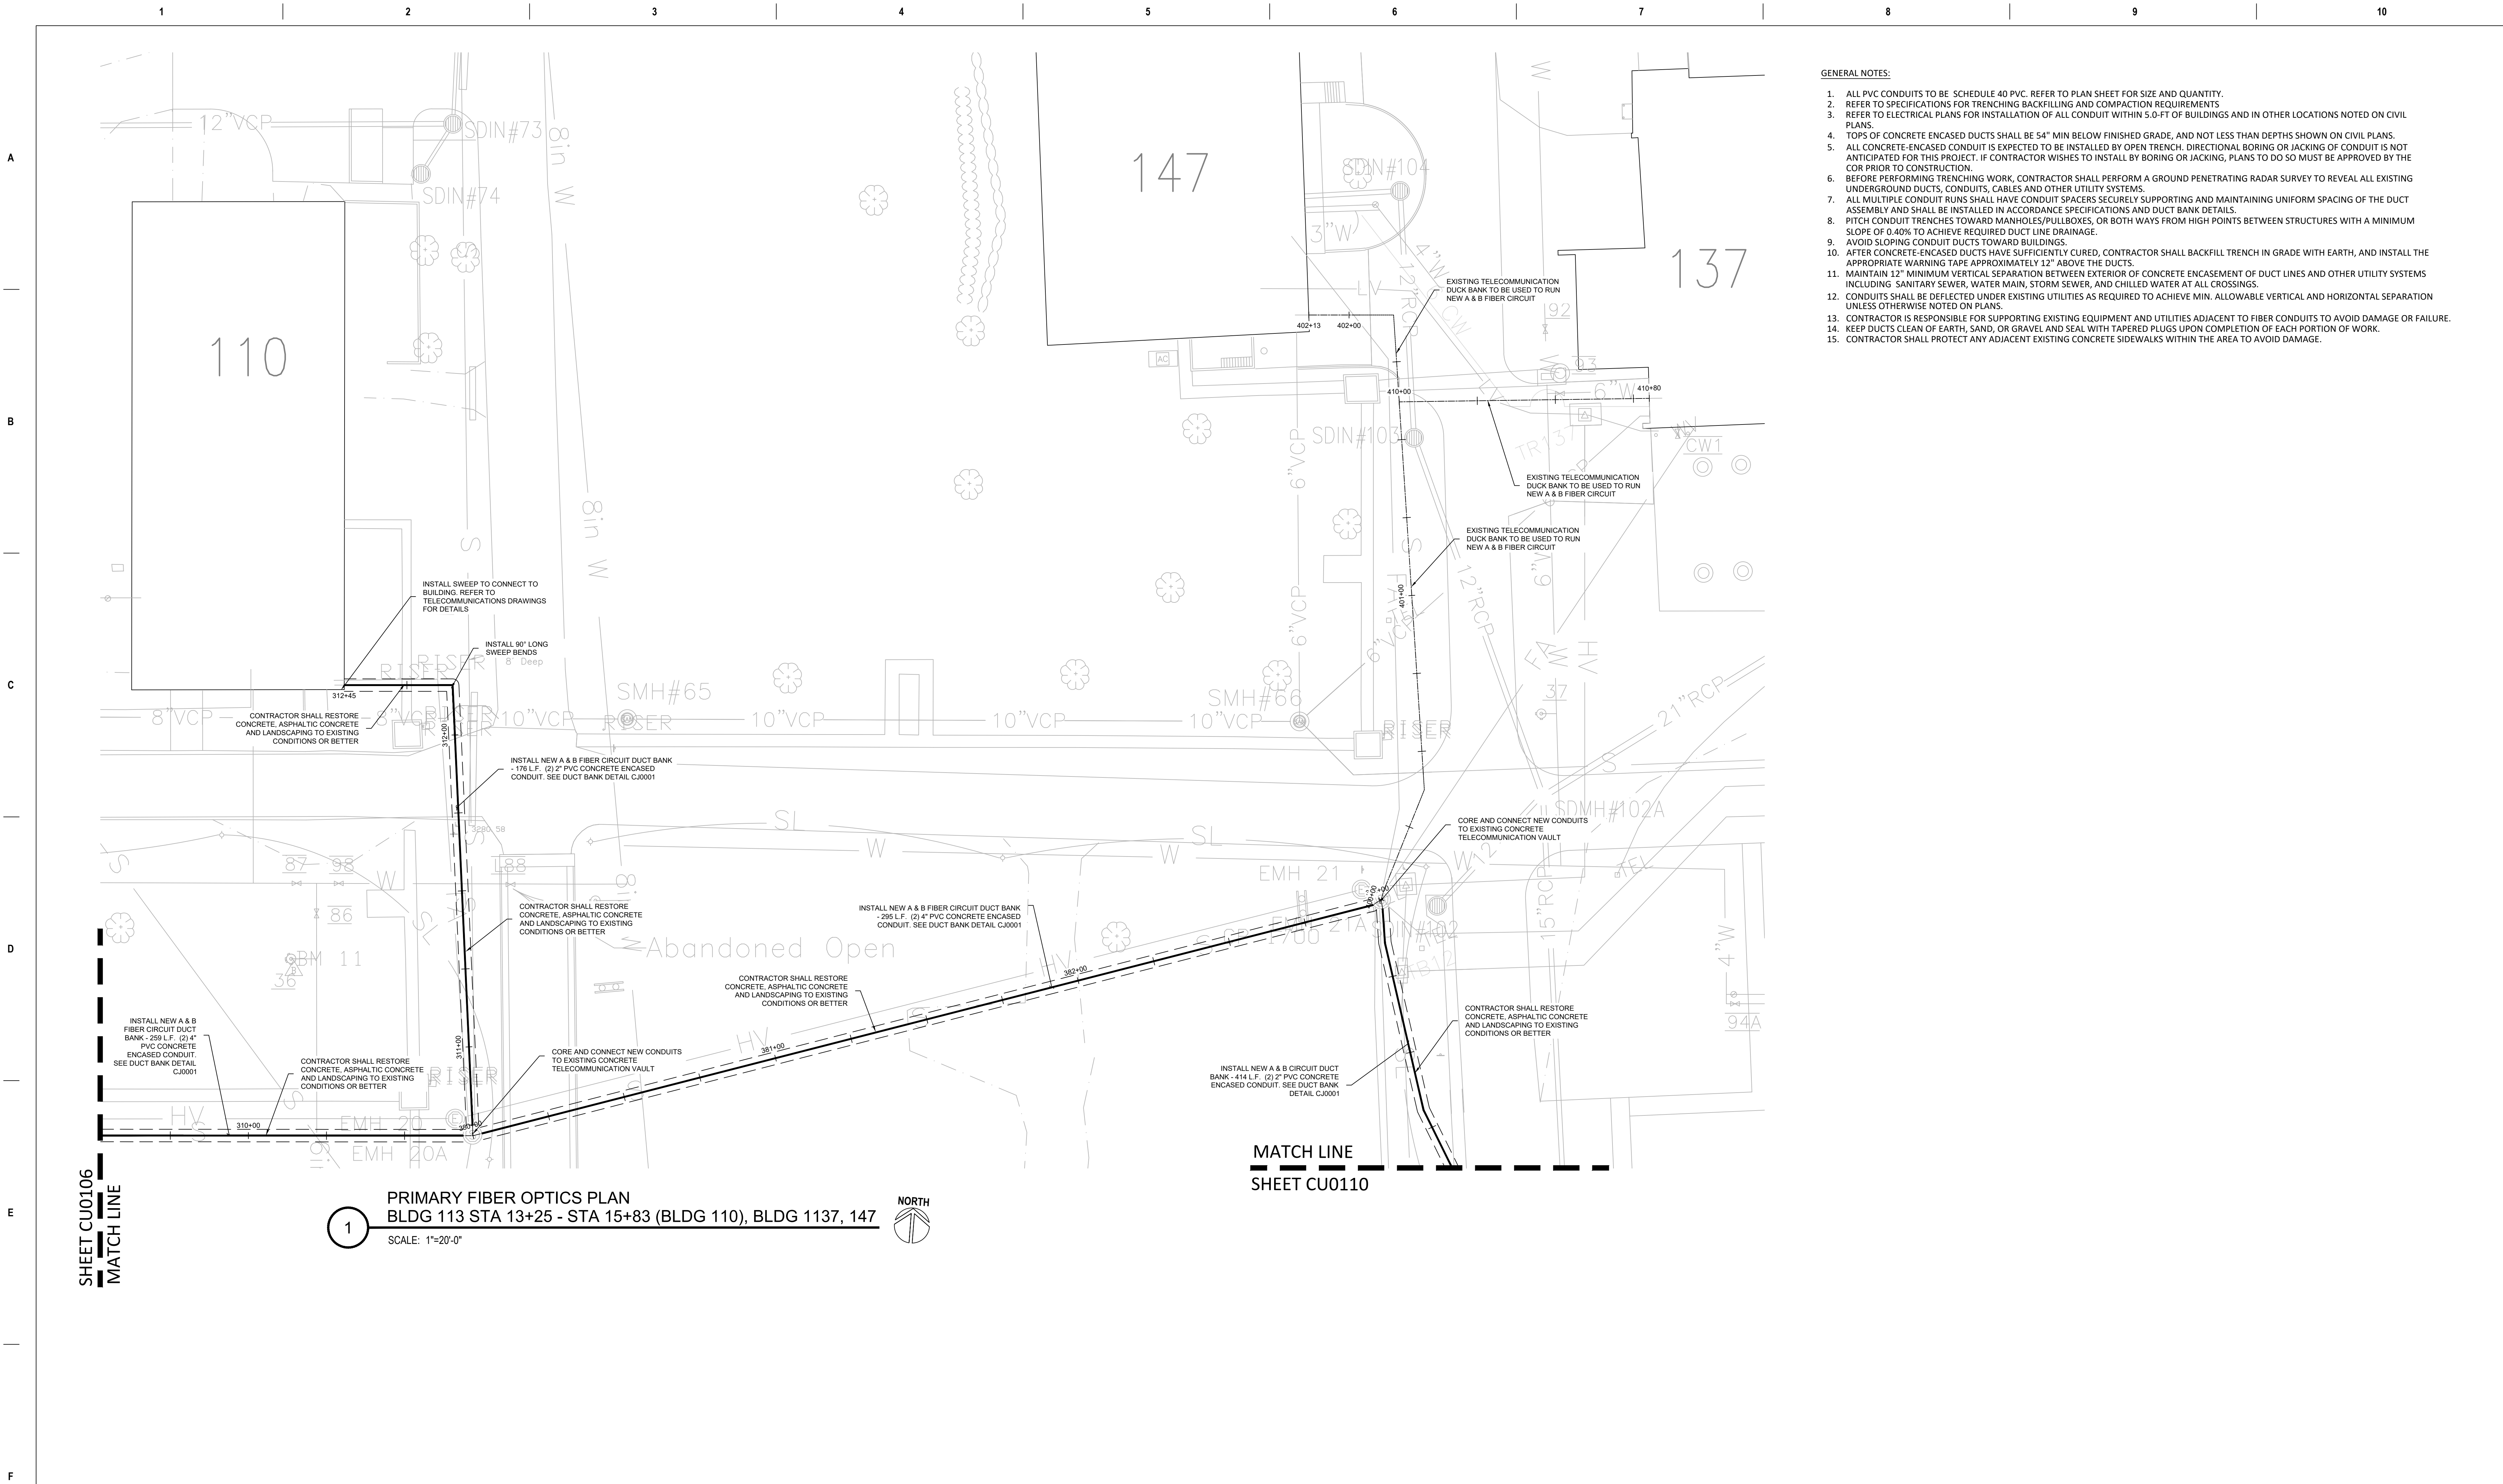 1 2 3 4 5 6 7 8 9 10
A
B
C
D
E
F
GENERAL NOTES:
1. ALL PVC CONDUITS TO BE SCHEDULE 40 PVC. REFER TO PLAN SHEET FOR SIZE AND QUANTITY.
2. REFER TO SPECIFICATIONS FOR TRENCHING BACKFILLING AND COMPACTION REQUIREMENTS
3. REFER TO ELECTRICAL PLANS FOR INSTALLATION OF ALL CONDUIT WITHIN 5.0-FT OF BUILDINGS AND IN OTHER LOCATIONS NOTED ON CIVIL
PLANS.
4. TOPS OF CONCRETE ENCASED DUCTS SHALL BE 54" MIN BELOW FINISHED GRADE, AND NOT LESS THAN DEPTHS SHOWN ON CIVIL PLANS.
5. ALL CONCRETE-ENCASED CONDUIT IS EXPECTED TO BE INSTALLED BY OPEN TRENCH. DIRECTIONAL BORING OR JACKING OF CONDUIT IS NOT
ANTICIPATED FOR THIS PROJECT. IF CONTRACTOR WISHES TO INSTALL BY BORING OR JACKING, PLANS TO DO SO MUST BE APPROVED BY THE
COR PRIOR TO CONSTRUCTION.
6. BEFORE PERFORMING TRENCHING WORK, CONTRACTOR SHALL PERFORM A GROUND PENETRATING RADAR SURVEY TO REVEAL ALL EXISTING
UNDERGROUND DUCTS, CONDUITS, CABLES AND OTHER UTILITY SYSTEMS.
7. ALL MULTIPLE CONDUIT RUNS SHALL HAVE CONDUIT SPACERS SECURELY SUPPORTING AND MAINTAINING UNIFORM SPACING OF THE DUCT
ASSEMBLY AND SHALL BE INSTALLED IN ACCORDANCE SPECIFICATIONS AND DUCT BANK DETAILS.
8. PITCH CONDUIT TRENCHES TOWARD MANHOLES/PULLBOXES, OR BOTH WAYS FROM HIGH POINTS BETWEEN STRUCTURES WITH A MINIMUM
SLOPE OF 0.40% TO ACHIEVE REQUIRED DUCT LINE DRAINAGE.
9. AVOID SLOPING CONDUIT DUCTS TOWARD BUILDINGS.
10. AFTER CONCRETE-ENCASED DUCTS HAVE SUFFICIENTLY CURED, CONTRACTOR SHALL BACKFILL TRENCH IN GRADE WITH EARTH, AND INSTALL THE
APPROPRIATE WARNING TAPE APPROXIMATELY 12" ABOVE THE DUCTS.
11. MAINTAIN 12" MINIMUM VERTICAL SEPARATION BETWEEN EXTERIOR OF CONCRETE ENCASEMENT OF DUCT LINES AND OTHER UTILITY SYSTEMS
INCLUDING SANITARY SEWER, WATER MAIN, STORM SEWER, AND CHILLED WATER AT ALL CROSSINGS.
12. CONDUITS SHALL BE DEFLECTED UNDER EXISTING UTILITIES AS REQUIRED TO ACHIEVE MIN. ALLOWABLE VERTICAL AND HORIZONTAL SEPARATION
UNLESS OTHERWISE NOTED ON PLANS.
13. CONTRACTOR IS RESPONSIBLE FOR SUPPORTING EXISTING EQUIPMENT AND UTILITIES ADJACENT TO FIBER CONDUITS TO AVOID DAMAGE OR FAILURE.
14. KEEP DUCTS CLEAN OF EARTH, SAND, OR GRAVEL AND SEAL WITH TAPERED PLUGS UPON COMPLETION OF EACH PORTION OF WORK.
15. CONTRACTOR SHALL PROTECT ANY ADJACENT EXISTING CONCRETE SIDEWALKS WITHIN THE AREA TO AVOID DAMAGE.
12"VCP
SDIN#73
8in W
SDIN#74
147
SDIN#104
3"W
4"W
12"RCP
137
110
EXISTING TELECOMMUNICATION
DUCK BANK TO BE USED TO RUN
NEW A & B FIBER CIRCUIT
LV
CW
92
402+13
402+00
AC
93
6"W
410+00
410+80
SDIN#103
6"VCP
TR137
CW1
EXISTING TELECOMMUNICATION
DUCK BANK TO BE USED TO RUN
NEW A & B FIBER CIRCUIT
8in W
S
EXISTING TELECOMMUNICATION
DUCK BANK TO BE USED TO RUN
NEW A & B FIBER CIRCUIT
S
12"RCP
401+00
6"VCP
INSTALL SWEEP TO CONNECT TO
BUILDING. REFER TO
TELECOMMUNICATIONS DRAWINGS
FOR DETAILS
INSTALL 90° LONG
SWEEP BENDS
8' Deep
RISER
RISER
312+45
FA
W
HV
37
21"RCP
SMH#65
SMH#66
8"VCP
10"VCP
RISER
10"VCP
10"VCP
10"VCP
RISER
CONTRACTOR SHALL RESTORE
CONCRETE, ASPHALTIC CONCRETE
AND LANDSCAPING TO EXISTING
CONDITIONS OR BETTER
312+00
INSTALL NEW A & B FIBER CIRCUIT DUCT BANK
- 176 L.F. (2) 2" PVC CONCRETE ENCASED
CONDUIT. SEE DUCT BANK DETAIL CJ0001
S
SDMH#102A
SL
SL
3280.58
W
W
W
CORE AND CONNECT NEW CONDUITS
TO EXISTING CONCRETE
TELECOMMUNICATION VAULT
TEL
S
87
98
W
86
SL
EMH 21
15"RCP
CONTRACTOR SHALL RESTORE
CONCRETE, ASPHALTIC CONCRETE
AND LANDSCAPING TO EXISTING
CONDITIONS OR BETTER
INSTALL NEW A & B FIBER CIRCUIT DUCT BANK
- 295 L.F. (2) 4" PVC CONCRETE ENCASED
CONDUIT. SEE DUCT BANK DETAIL CJ0001
SDIN#102
4"W
Abandoned Open
BM 11
36
HV
382+00
CONTRACTOR SHALL RESTORE
CONCRETE, ASPHALTIC CONCRETE
AND LANDSCAPING TO EXISTING
CONDITIONS OR BETTER
94A
CONTRACTOR SHALL RESTORE
CONCRETE, ASPHALTIC CONCRETE
AND LANDSCAPING TO EXISTING
CONDITIONS OR BETTER
INSTALL NEW A & B
FIBER CIRCUIT DUCT
BANK - 259 L.F. (2) 4"
PVC CONCRETE
ENCASED CONDUIT.
SEE DUCT BANK DETAIL
CJ0001
311+00
HV
381+00
CORE AND CONNECT NEW CONDUITS
TO EXISTING CONCRETE
TELECOMMUNICATION VAULT
CONTRACTOR SHALL RESTORE
CONCRETE, ASPHALTIC CONCRETE
AND LANDSCAPING TO EXISTING
CONDITIONS OR BETTER
RISER
INSTALL NEW A & B CIRCUIT DUCT
BANK - 414 L.F. (2) 2" PVC CONCRETE
ENCASED CONDUIT. SEE DUCT BANK
DETAIL CJ0001
S
HV
310+00
EMH 20
EMH 20A
MATCH LINE
SHEET CU0110
SHEET CU0106
MATCH LINE
1
PRIMARY FIBER OPTICS PLAN
BLDG 113 STA 13+25 - STA 15+83 (BLDG 110), BLDG 1137, 147
SCALE: 1"=20'-0"
NORTH